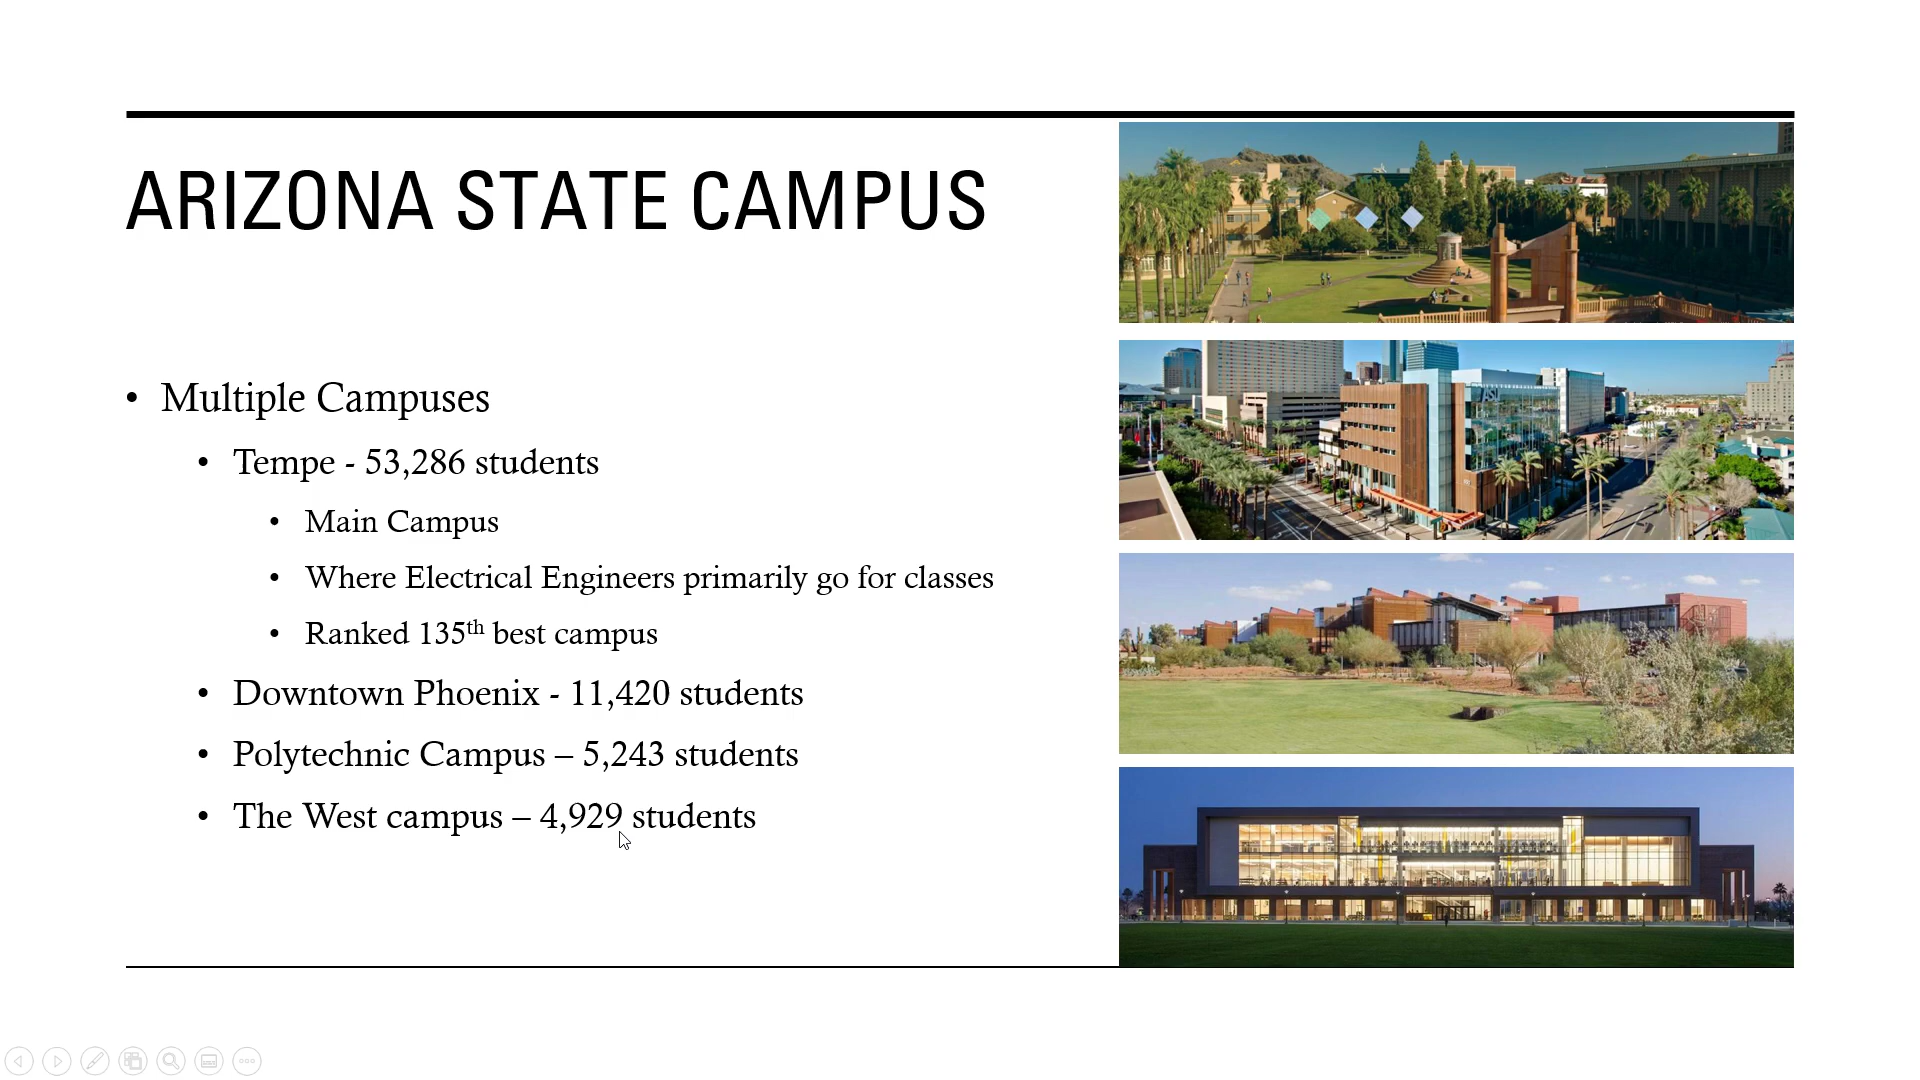 ARIZONA STATE CAMPUS
• Multiple Campuses
• Tempe - 53,286 students
• Main Campus
• Where Electrical Engineers primarily go for classes
• Ranked 135th best campus
• Downtown Phoenix - 11,420 students
• Polytechnic Campus – 5,243 students
• The West campus – 4,929 students
ASU